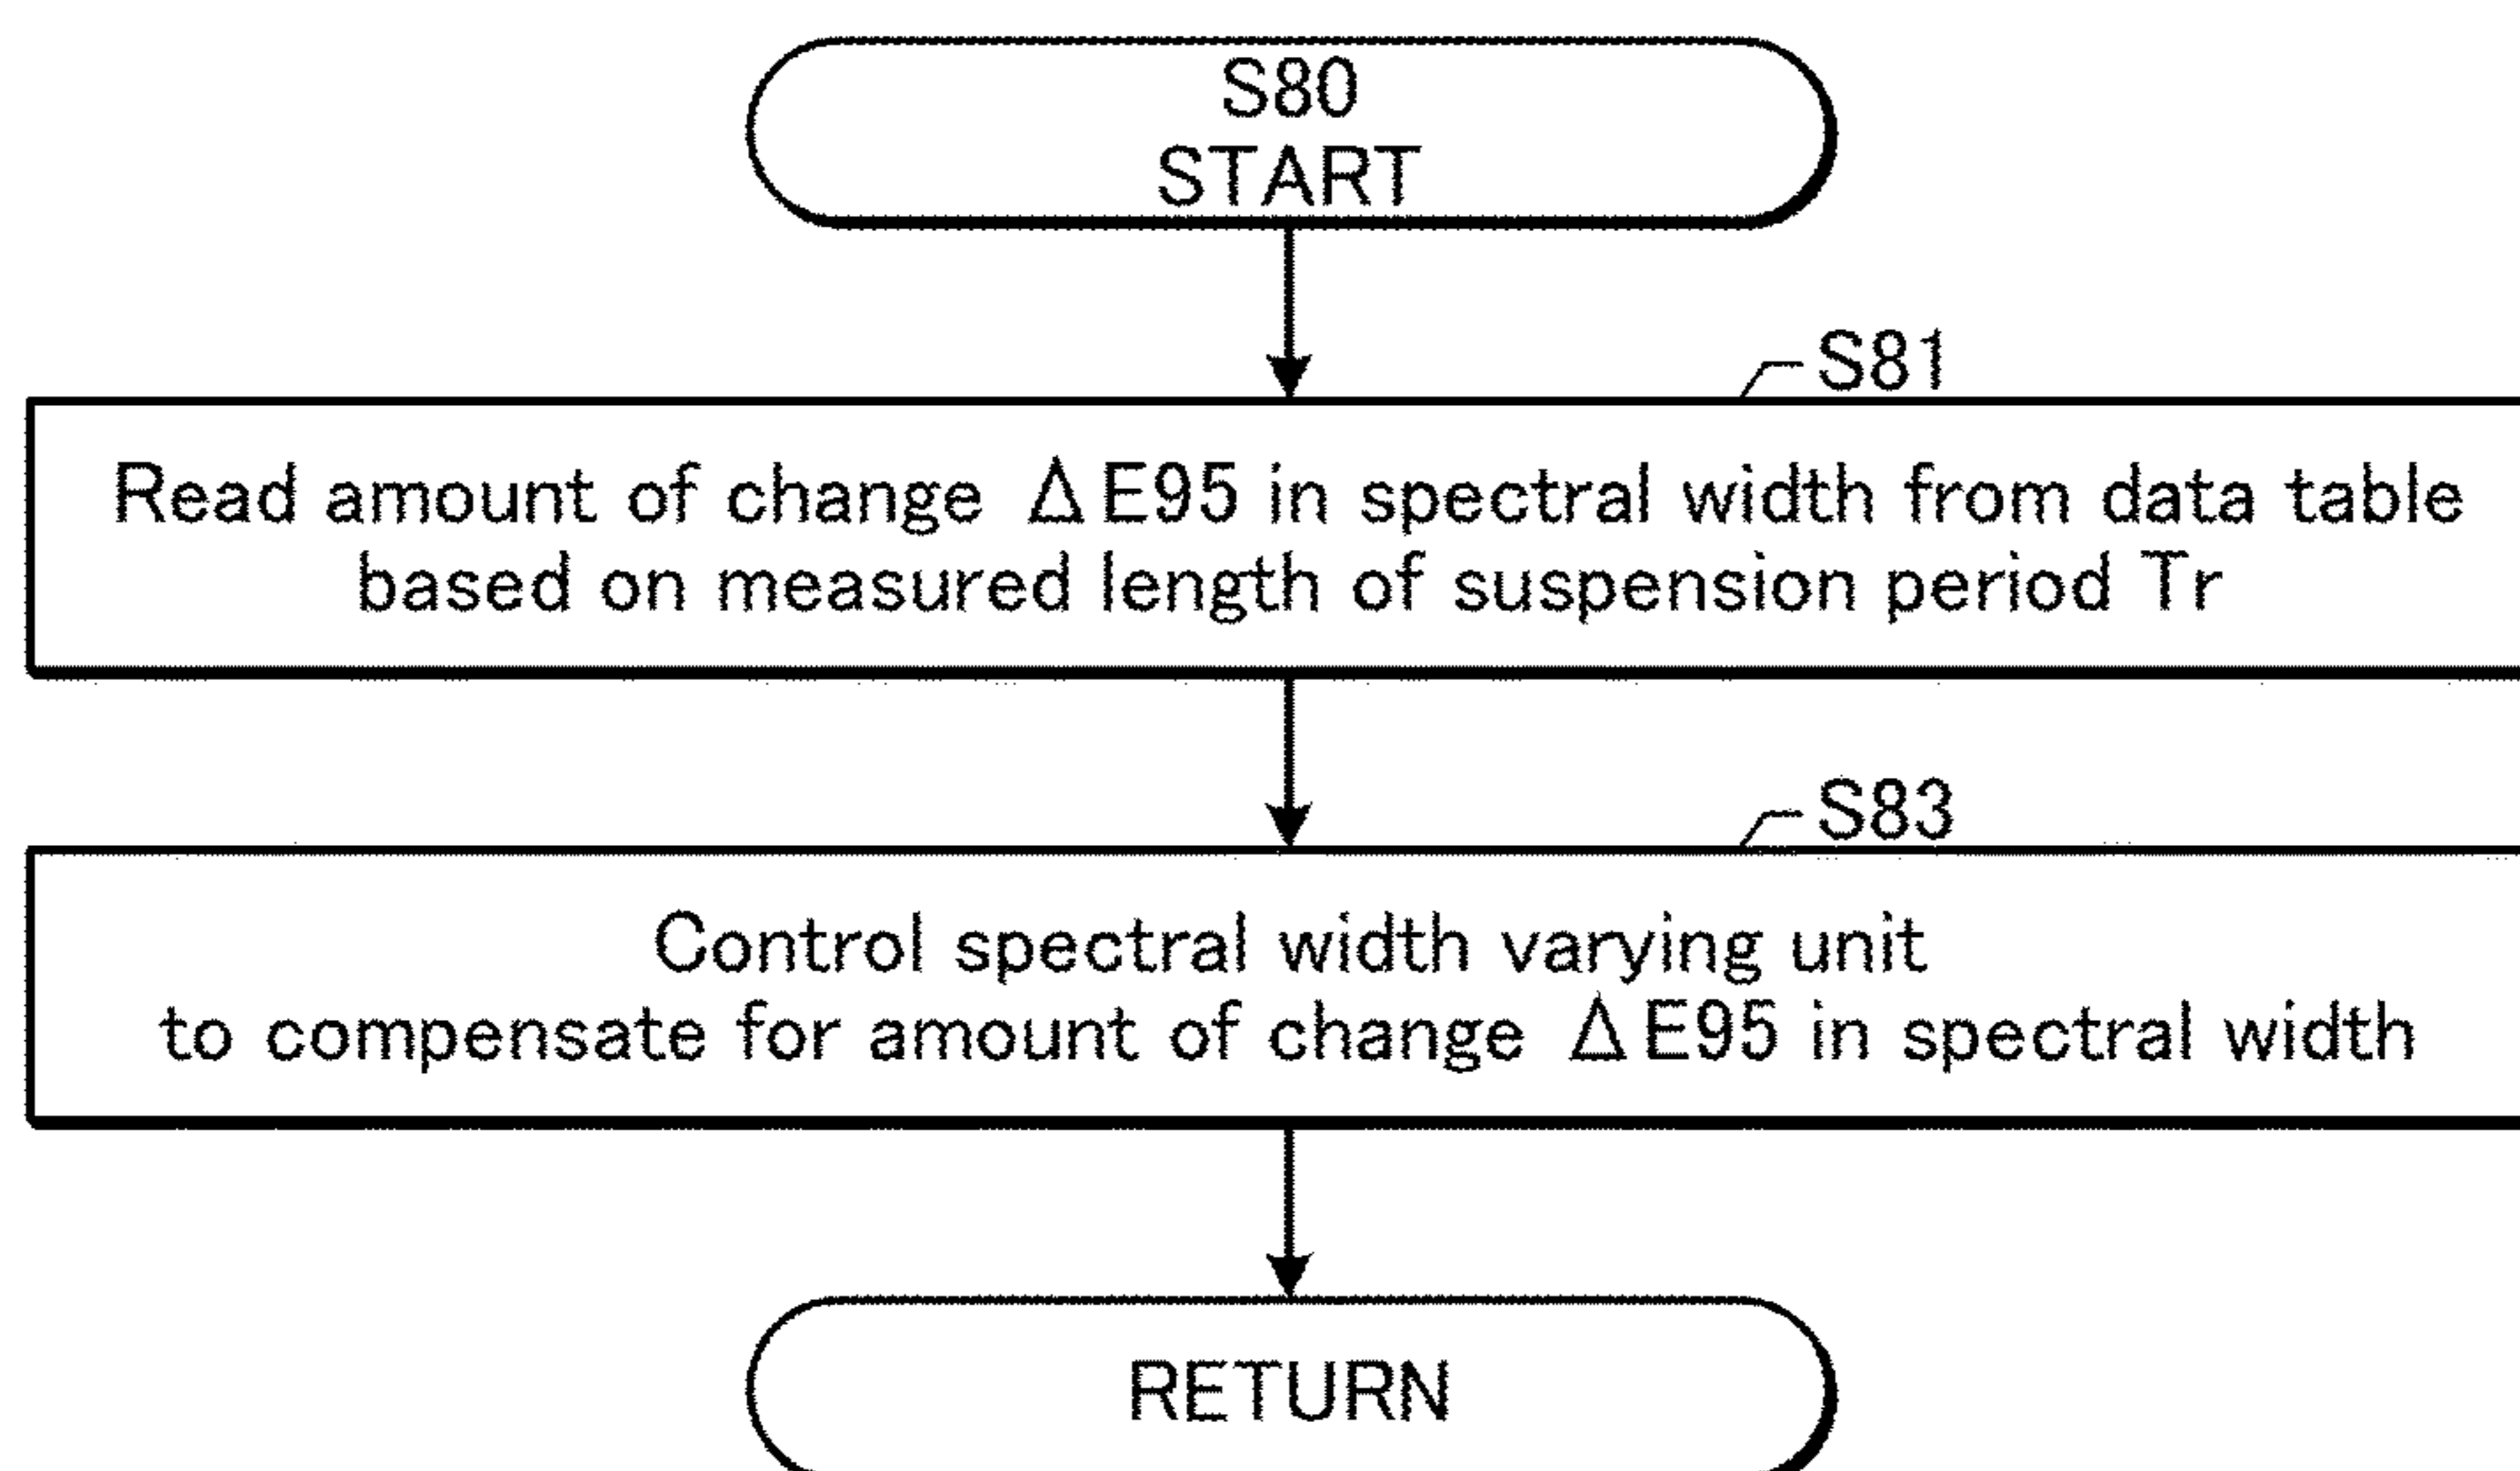 S80
START
S81
Read amount of change ΔE95 in spectral width from data table
based on measured length of suspension period Tr
S83
Control spectral width varying unit
to compensate for amount of change ΔE95 in spectral width
RETURN